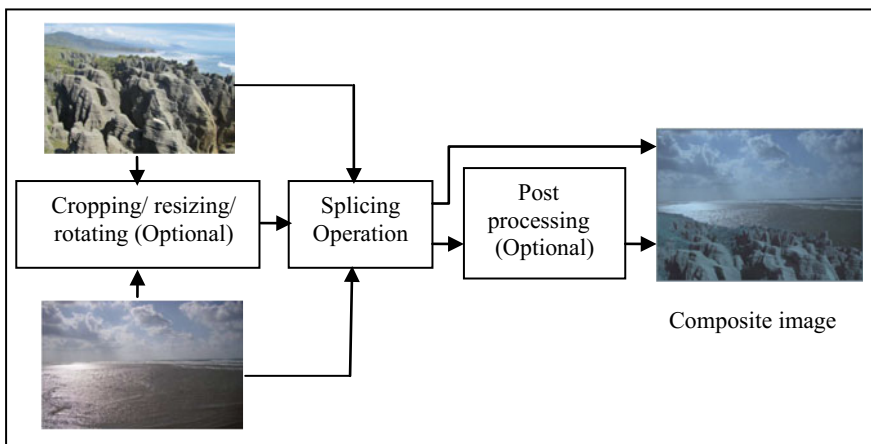 Cropping/ resizing/
rotating (Optional)
Splicing
Operation
Post
processing
(Optional)
Composite image